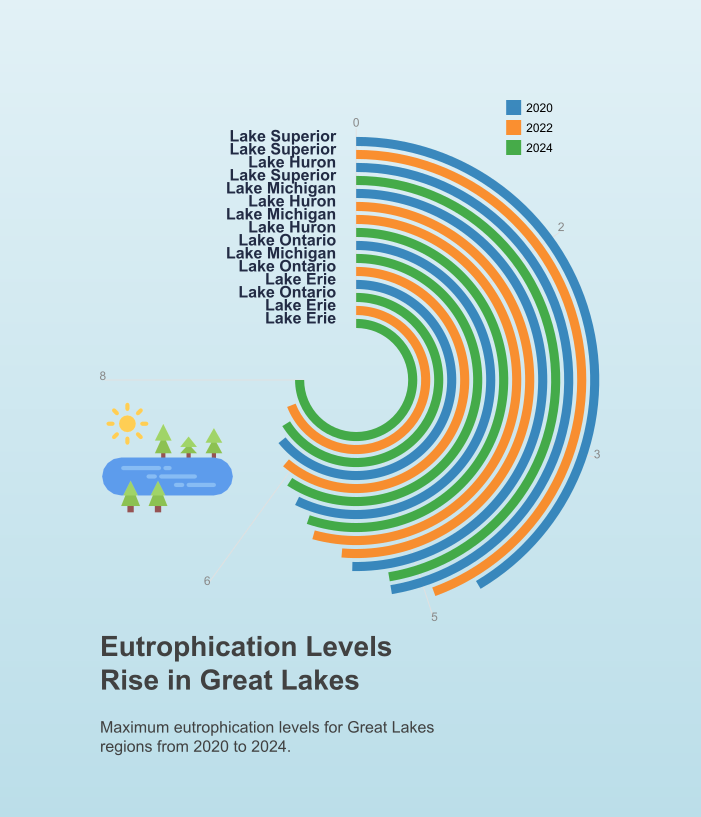 2020
0
2022
Lake Superior
2024
Lake Superior
Lake Huron
Lake Superior
Lake Michigan
Lake Huron
Lake Michigan
Lake Huron
2
Lake Ontario
Lake Michigan
Lake Ontario
Lake Erie
Lake Ontario
Lake Erie
Lake Erie
8
3
6
5
Eutrophication Levels
Rise in Great Lakes
Maximum eutrophication levels for Great Lakes
regions from 2020 to 2024.